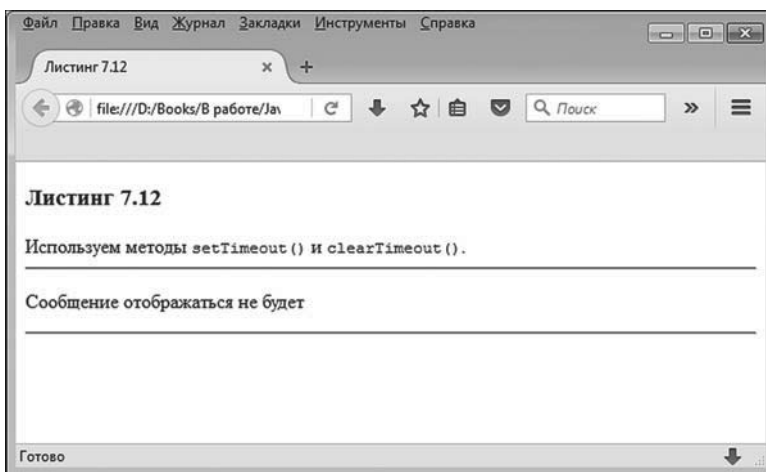 Файл Правка Вид Журнал Закладки Инструменты Справка
Листинг 7.12
file:///D:/Books/В работе/Jav
Поиск
Листинг 7.12
Используем методы setTimeout() и clearTimeout().
Сообщение отображаться не будет
Готово